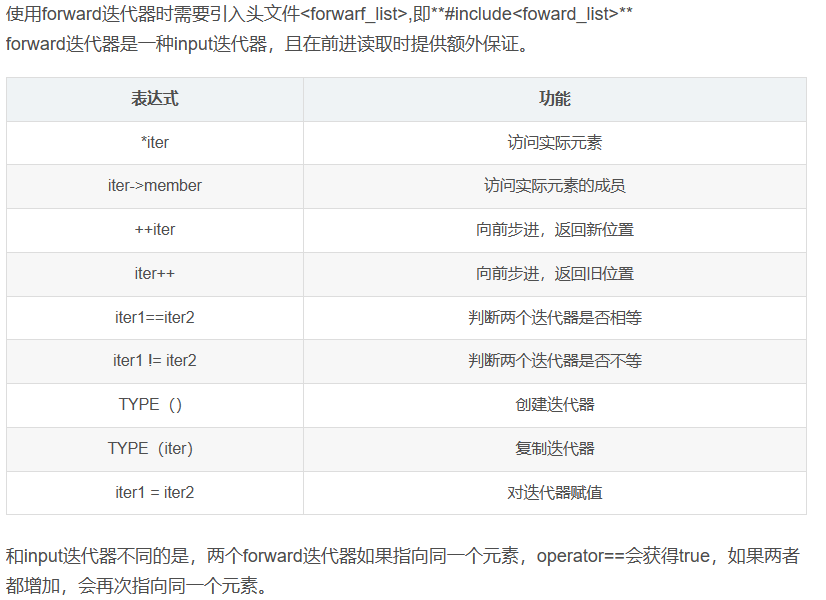 使用forward迭代器时需要引入头文件<forwarf_list>,即**#include<foward_list>**
forward迭代器是一种input迭代器，且在前进读取时提供额外保证。
表达式 功能
*iter 访问实际元素
iter->member 访问实际元素的成员
++iter 向前步进，返回新位置
iter++ 向前步进，返回旧位置
iter1==iter2 判断两个迭代器是否相等
iter1 != iter2 判断两个迭代器是否不等
TYPE（） 创建迭代器
TYPE（iter） 复制迭代器
iter1 = iter2 对迭代器赋值
和input迭代器不同的是，两个forward迭代器如果指向同一个元素，operator==会获得true，如果两者
都增加，会再次指向同一个元素。